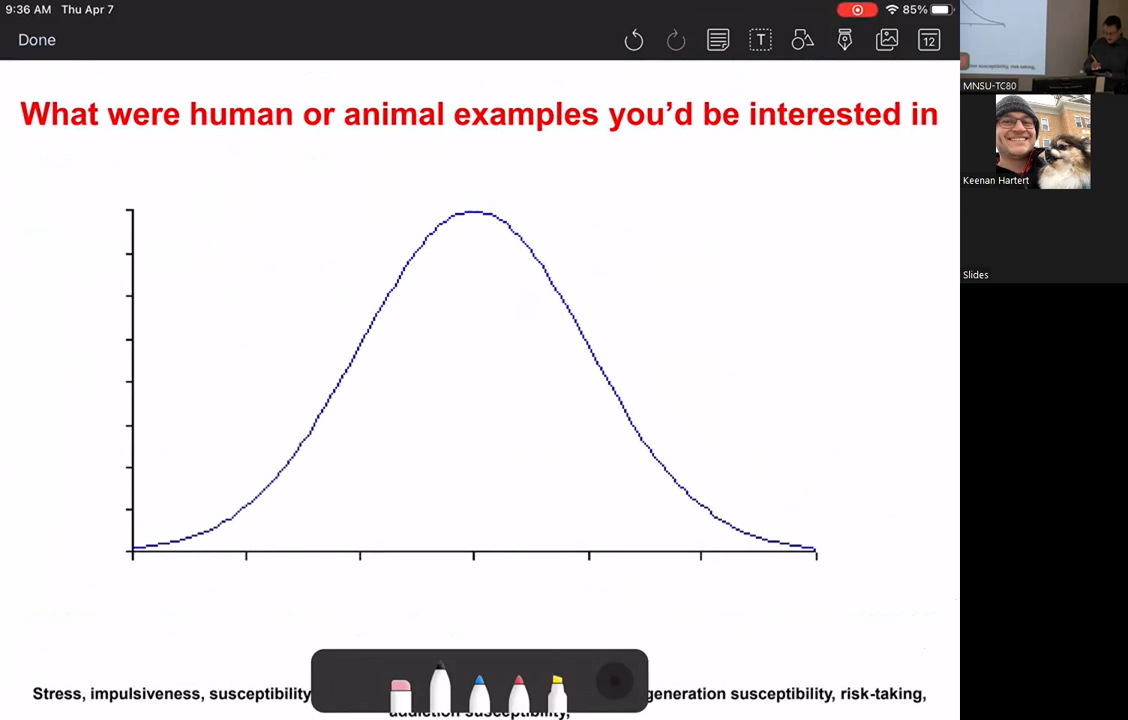 9:36 AM Thu Apr 7
85%
Done
T
12
What were human or animal examples you'd be interested in
MNSU-TC80
Keenan Hartert
Slides
Stress, impulsiveness, susceptibility generation susceptibility, risk-taking,
susceptibility,